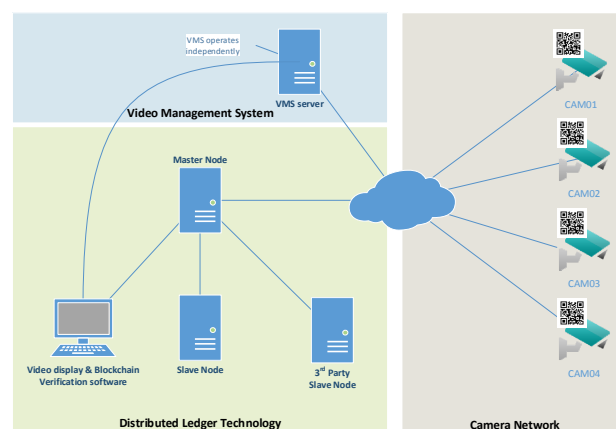 VMS operates
independently
VMS server
Video Management System
CAM01
CAM02
CAM03
CAM04
Camera Network
Master Node
Video display & Blockchain
Verification software
Slave Node
3rd Party
Slave Node
Distributed Ledger Technology